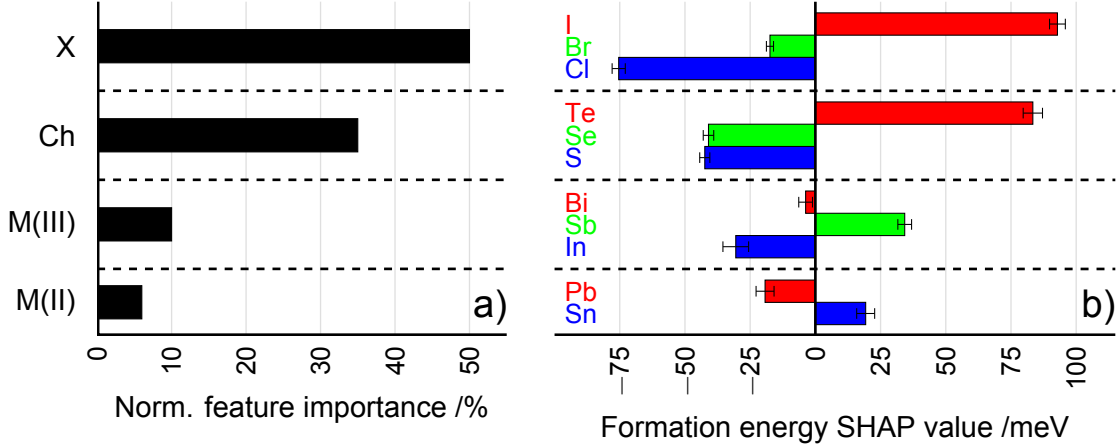 X
Ch
M(III)
M(II)
a)
0
10
20
30
40
50
Norm. feature importance /%
I
Br
Cl
Te
Se
S
Bi
Sb
In
Pb
Sn
b)
−75
−50
−25
0
25
50
75
100
Formation energy SHAP value /meV